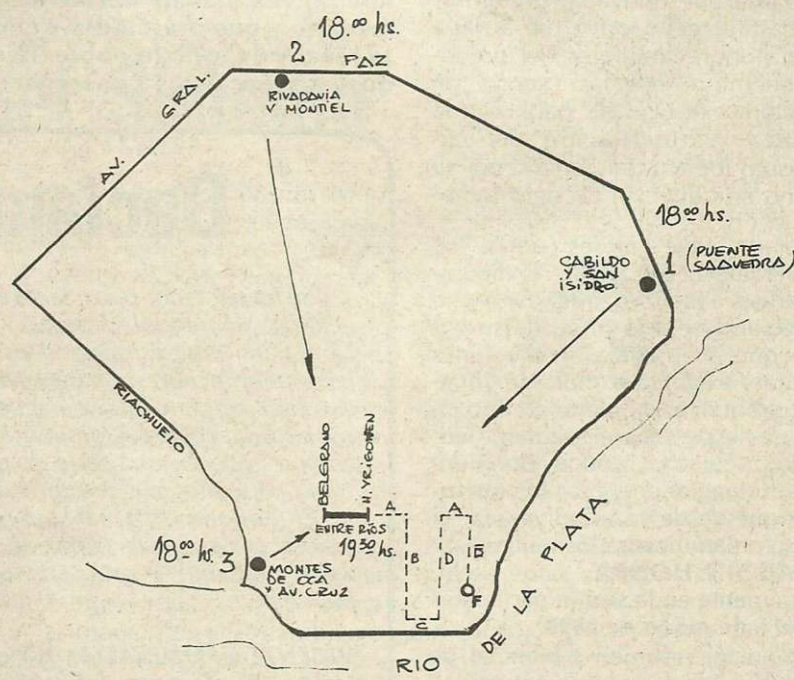 18.00 hs.
2
PAZ
GRAL.
AV.
RIVADAVIA
Y MONTIEL
18 00 hs.
1 (PUENTE
SAAVEDRA)
CABILDO
Y SAN
ISIDRO
RIACHUELO
BELGRANO
H. YRIGOYEN
A
A
ENTRE RÍOS
19 30 hs.
B
D
B
C
F
18 00 hs. 3
MONTES
DE OCA
Y AV. CRUZ
RIO
DE LA PLATA